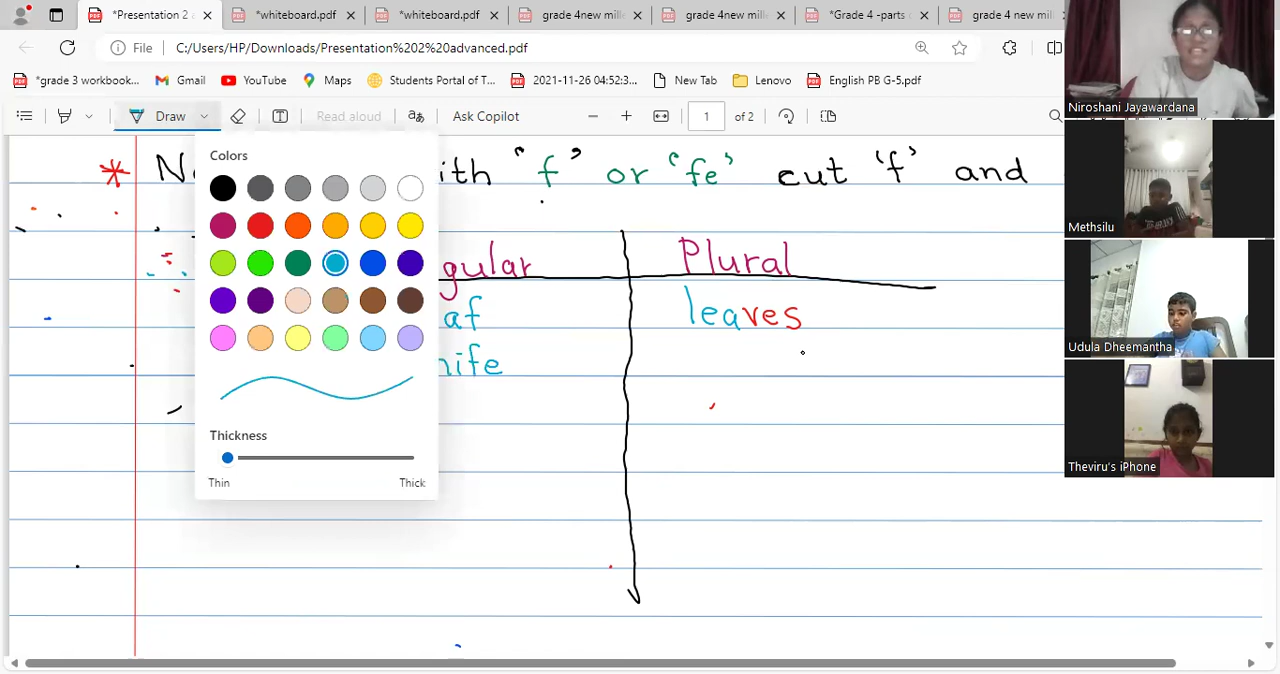 *Presentation 2 a
*whiteboard.pdf
*whiteboard.pdf
grade 4new mille
grade 4new mille
*Grade 4 -parts o
grade 4 new mill
File C:/Users/HP/Downloads/Presentation%202%20advanced.pdf
*grade 3 workbook...
Gmail
YouTube
Maps
Students Portal of T...
2021-11-26 04:52:3...
New Tab
Lenovo
English PB G-5.pdf
Draw
Read aloud
Ask Copilot
1 of 2
Colors
Thickness
Thin Thick
* No ith 'f' or 'fe' cut 'f' and
gular Plural
af leaves
nife
Niroshani Jayawardana
Methsilu
Udula Dheemantha
Theviru's iPhone